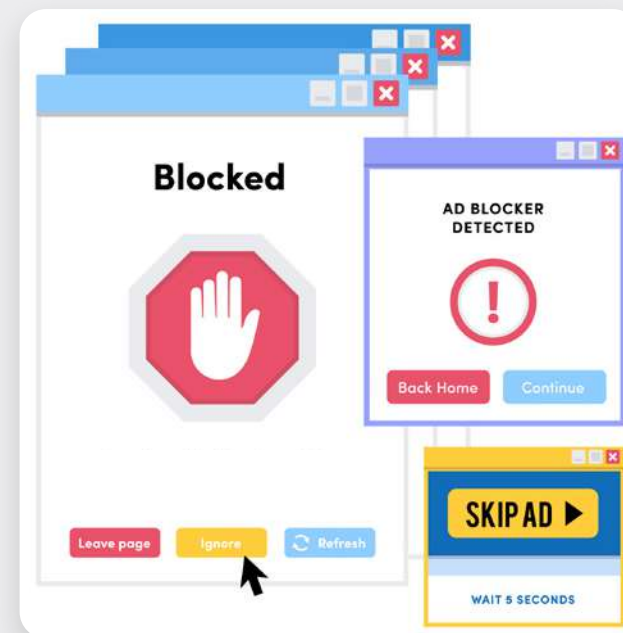 Blocked
Leave page
Ignore
Refresh
AD BLOCKER
DETECTED
!
Back Home
Continue
SKIP AD
WAIT 5 SECONDS